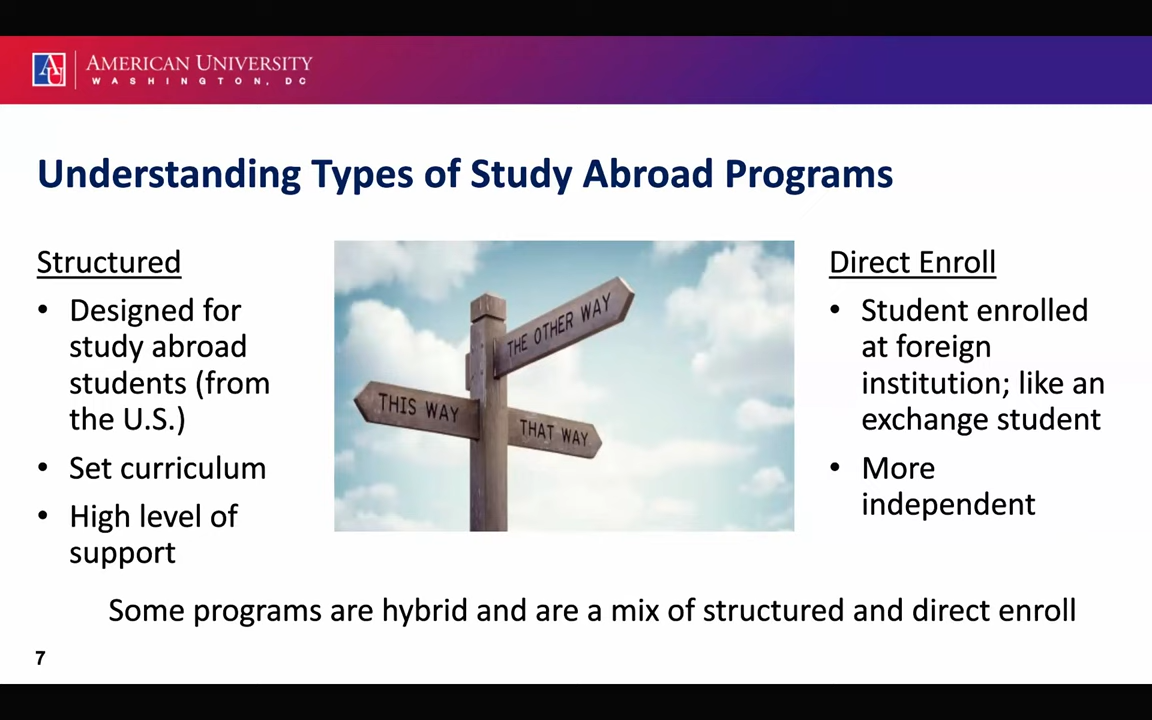 AMERICAN UNIVERSITY
WASHINGTON, DC
Understanding Types of Study Abroad Programs
Structured
• Designed for
study abroad
students (from
the U.S.)
• Set curriculum
• High level of
support
THE OTHER WAY
THIS WAY
THAT WAY
Direct Enroll
• Student enrolled
at foreign
institution; like an
exchange student
• More
independent
Some programs are hybrid and are a mix of structured and direct enroll
7